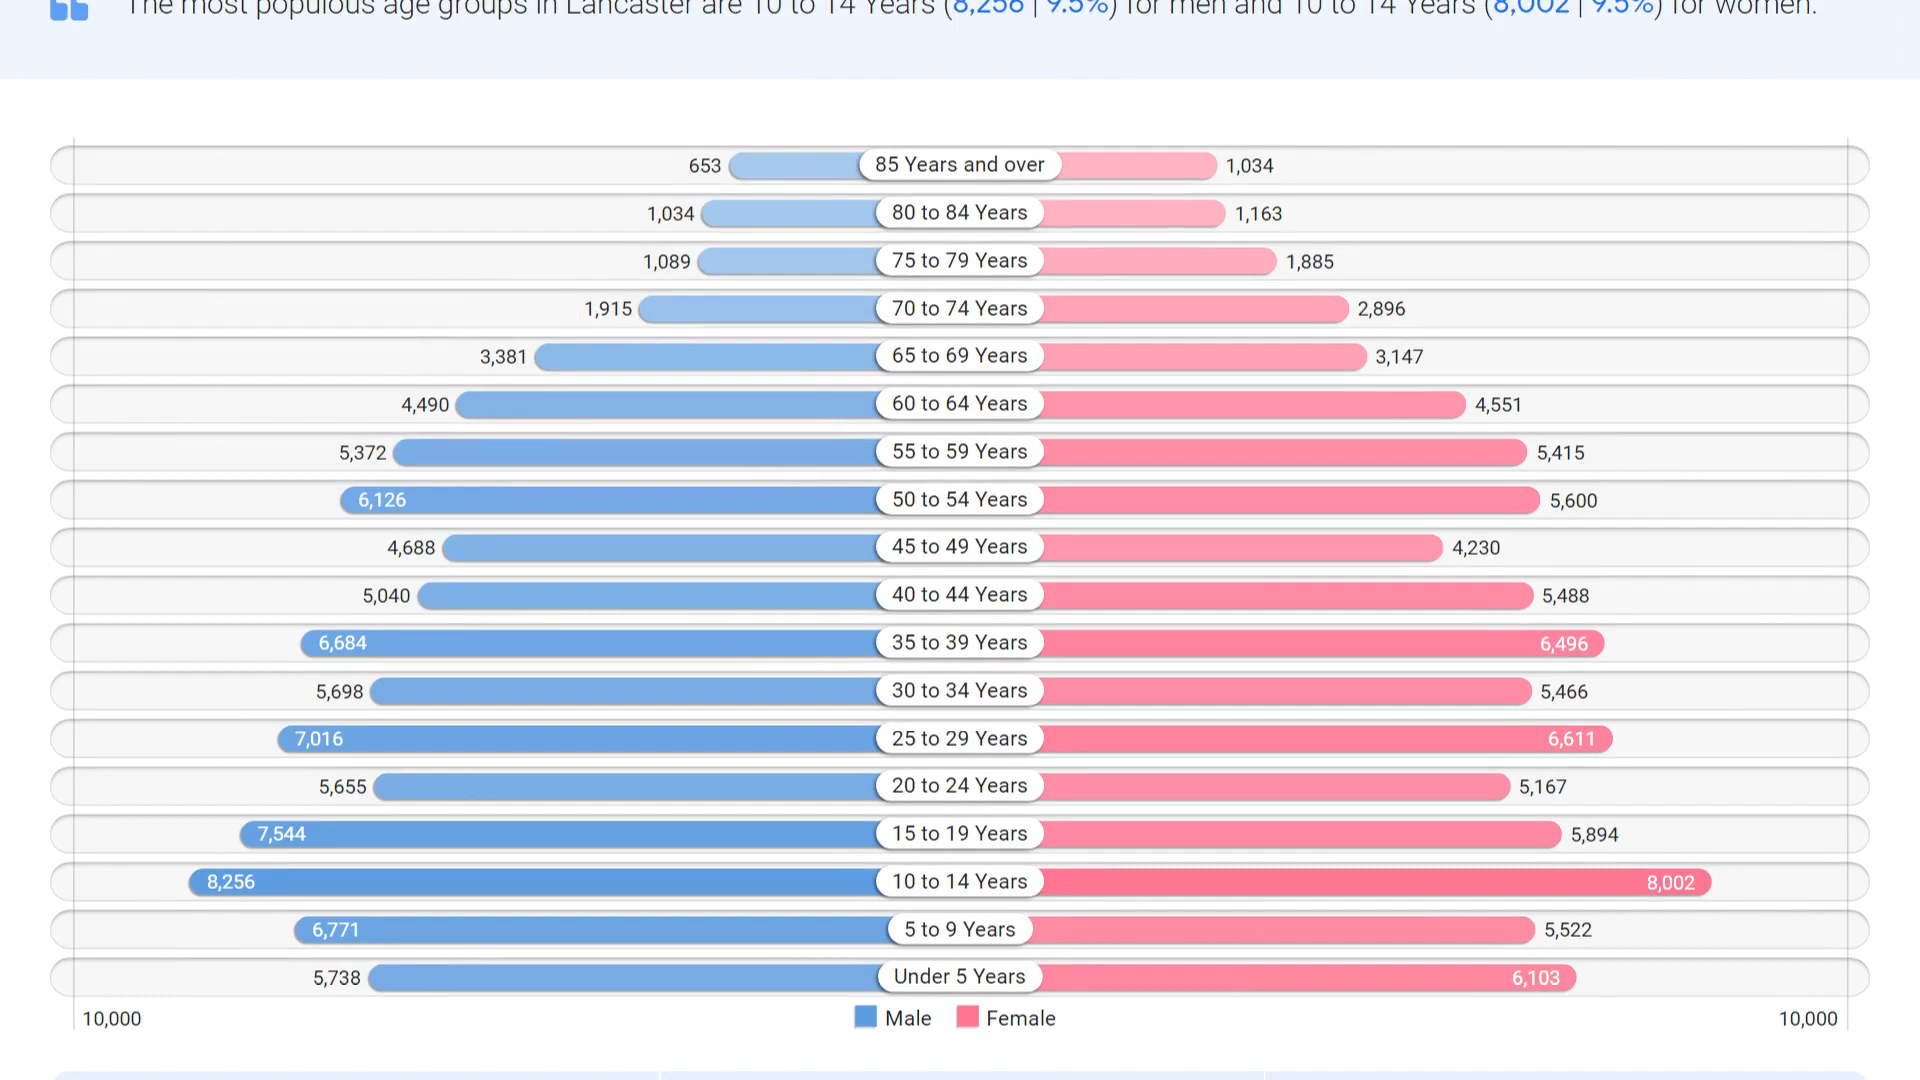 The most populous age groups in Lancaster are 10 to 14 Years (8,256 | 9.5%) for men and 10 to 14 Years (8,002 | 9.5%) for women.
653 85 Years and over 1,034
1,034 80 to 84 Years 1,163
1,089 75 to 79 Years 1,885
1,915 70 to 74 Years 2,896
3,381 65 to 69 Years 3,147
4,490 60 to 64 Years 4,551
5,372 55 to 59 Years 5,415
6,126 50 to 54 Years 5,600
4,688 45 to 49 Years 4,230
5,040 40 to 44 Years 5,488
6,684 35 to 39 Years 6,496
5,698 30 to 34 Years 5,466
7,016 25 to 29 Years 6,611
5,655 20 to 24 Years 5,167
7,544 15 to 19 Years 5,894
8,256 10 to 14 Years 8,002
6,771 5 to 9 Years 5,522
5,738 Under 5 Years 6,103
10,000 Male Female 10,000